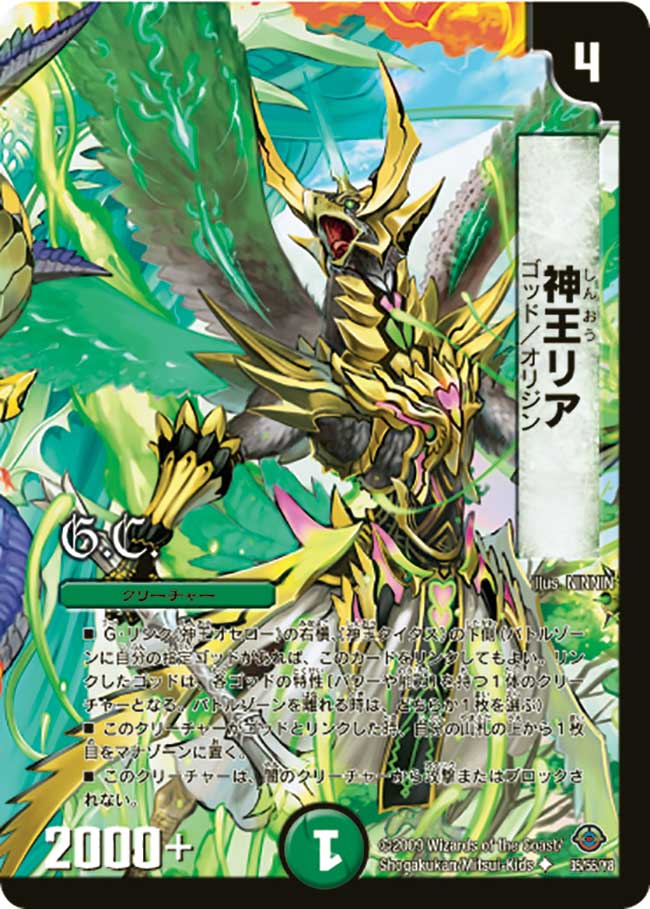 4
神王リア
しんおう
ゴッド／オリジン
G.C.
Illus. NINNIN
クリーチャー
■ G・リンク《神王オセロー》の右横、《神王タイタス》の下側（バトルゾー
ンに自分の指定ゴッドがあれば、このカードをリンクしてもよい。リン
クしたゴッドは、各ゴッドの特性（パワーや能力）を持つ１体のクリー
チャーとなる。バトルゾーンを離れる時は、どちらか１枚を選ぶ）
■ このクリーチャーがゴッドとリンクした時、自分の山札の上から１枚
目をマナゾーンに置く。
■ このクリーチャーは、闇のクリーチャーから攻撃またはブロックさ
れない。
2000+
1
©2009 Wizards of the Coast/
Shogakukan/Mitsui-Kids